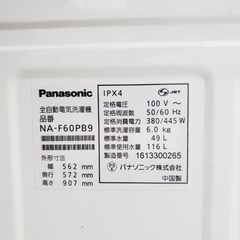 Panasonic
全自動電気洗濯機
品番
NA-F60PB9
外形寸法
幅 562 mm
奥行 572 mm
高さ 907 mm
IPX4
JET
定格電圧 100 V ～
定格周波数 50/60 Hz
定格消費電力 380/445 W
標準洗濯容量 6.0 kg
標準水量 49 L
標準使用水量 116 L
製造番号 1613300265
パナソニック株式会社
中国製